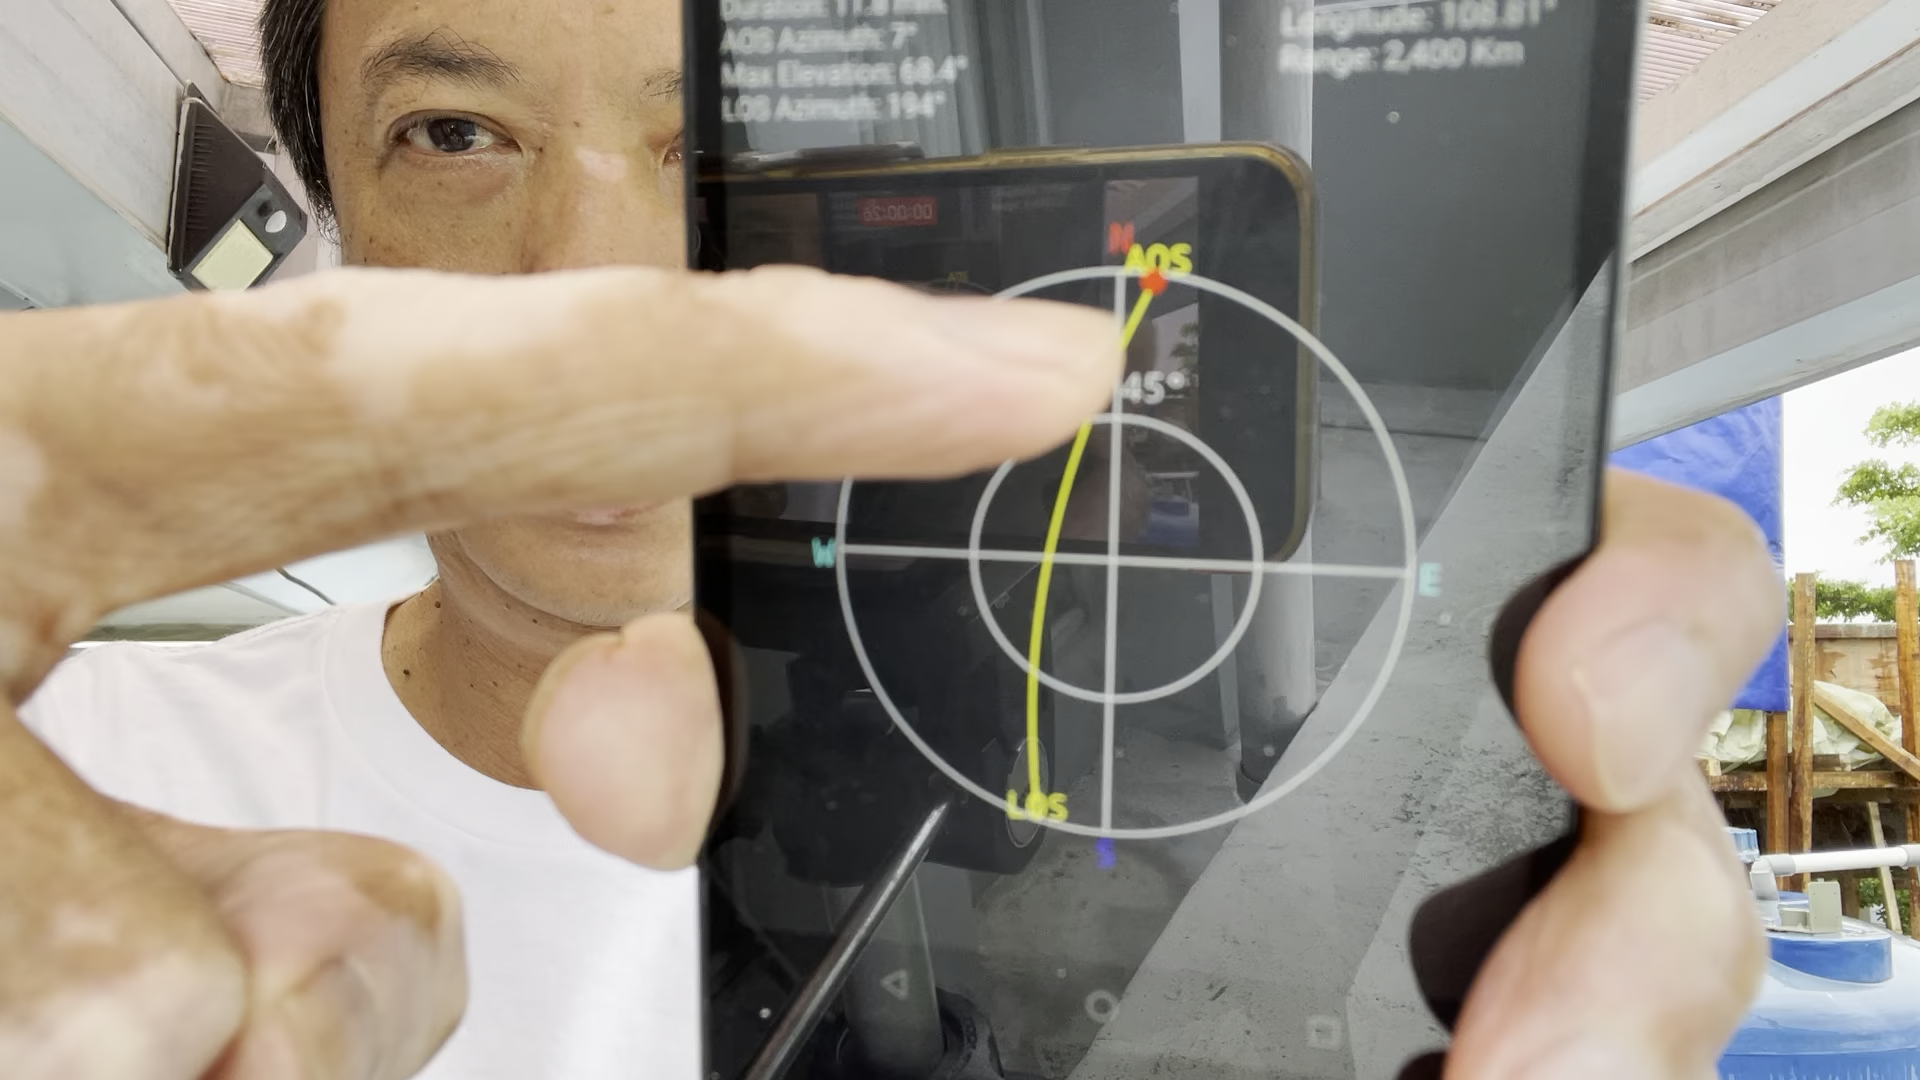 Duration: 11.8 min.
AOS Azimuth: 7°
Max Elevation: 68.4°
LOS Azimuth: 194°
Longitude: 108.81°
Range: 2,400 Km
00:00:26
N
AOS
45°
W
E
LOS
S